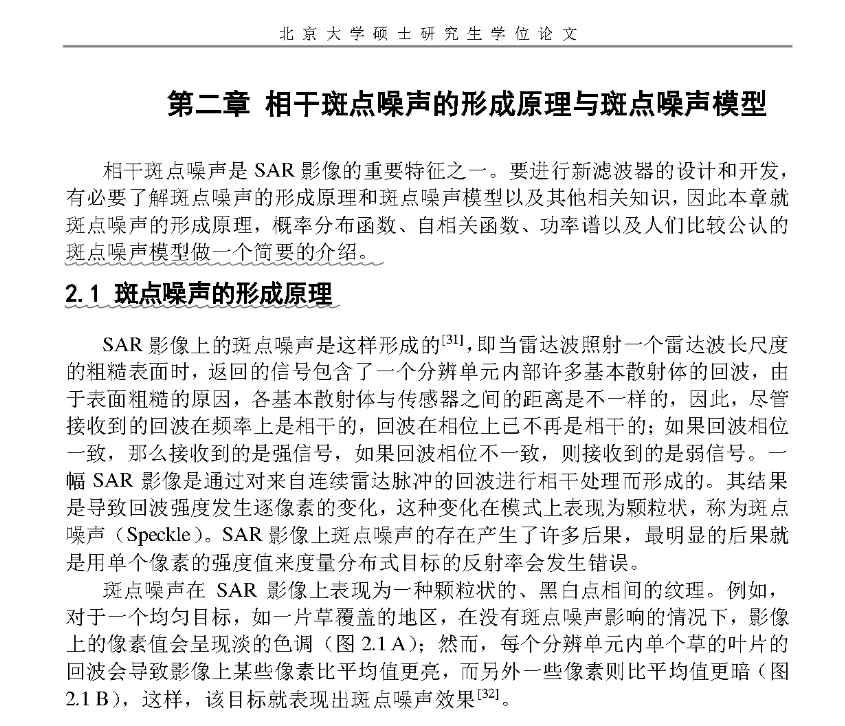 北京大学硕士研究生学位论文
第二章 相干斑点噪声的形成原理与斑点噪声模型
相干斑点噪声是 SAR 影像的重要特征之一。要进行新滤波器的设计和开发，
有必要了解斑点噪声的形成原理和斑点噪声模型以及其他相关知识，因此本章就
斑点噪声的形成原理，概率分布函数、自相关函数、功率谱以及人们比较公认的
斑点噪声模型做一个简要的介绍。
2.1 斑点噪声的形成原理
SAR 影像上的斑点噪声是这样形成的[31]，即当雷达波照射一个雷达波长尺度
的粗糙表面时，返回的信号包含了一个分辨单元内部许多基本散射体的回波，由
于表面粗糙的原因，各基本散射体与传感器之间的距离是不一样的，因此，尽管
接收到的回波在频率上是相干的，回波在相位上已不再是相干的；如果回波相位
一致，那么接收到的是强信号，如果回波相位不一致，则接收到的是弱信号。一
幅 SAR 影像是通过对来自连续雷达脉冲的回波进行相干处理而形成的。其结果
是导致回波强度发生逐像素的变化，这种变化在模式上表现为颗粒状，称为斑点
噪声（Speckle）。SAR 影像上斑点噪声的存在产生了许多后果，最明显的后果就
是用单个像素的强度值来度量分布式目标的反射率会发生错误。
斑点噪声在 SAR 影像上表现为一种颗粒状的、黑白点相间的纹理。例如，
对于一个均匀目标，如一片草覆盖的地区，在没有斑点噪声影响的情况下，影像
上的像素值会呈现淡的色调（图 2.1 A）；然而，每个分辨单元内单个草的叶片的
回波会导致影像上某些像素比平均值更亮，而另外一些像素则比平均值更暗（图
2.1 B），这样，该目标就表现出斑点噪声效果[32]。